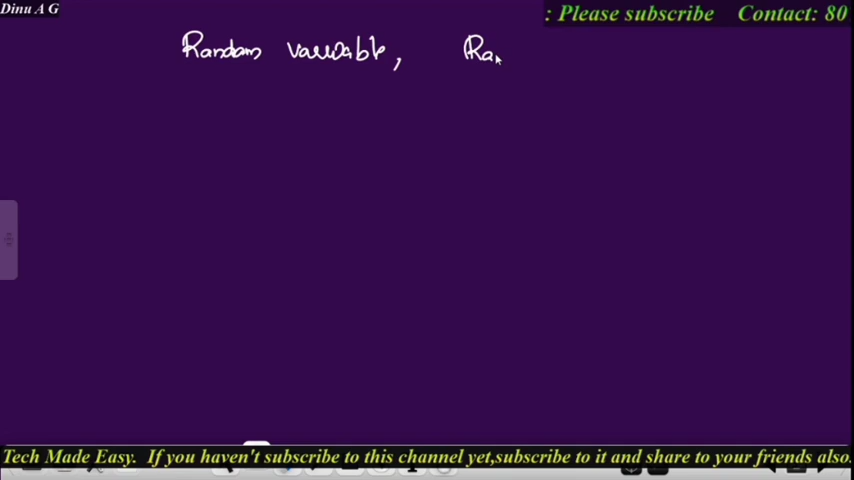 Dinu A G
: Please subscribe Contact: 80
Random variable, Ra
Tech Made Easy. If you haven't subscribe to this channel yet,subscribe to it and share to your friends also.